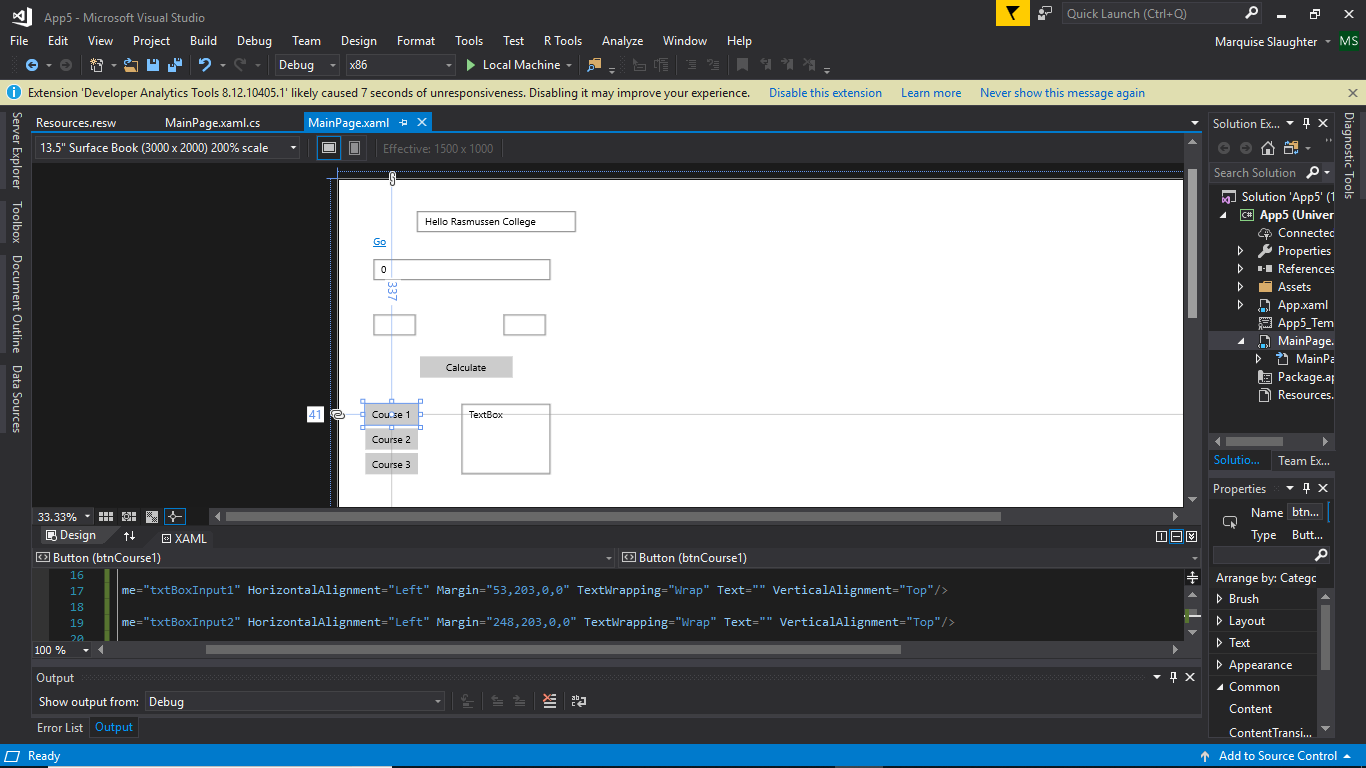 App5 - Microsoft Visual Studio
Quick Launch (Ctrl+Q)
File Edit View Project Build Debug Team Design Format Tools Test R Tools Analyze Window Help
Marquise Slaughter MS
Debug x86 Local Machine
Extension 'Developer Analytics Tools 8.12.10405.1' likely caused 7 seconds of unresponsiveness. Disabling it may improve your experience. Disable this extension Learn more Never show this message again
Server Explorer
Toolbox
Document Outline
Data Sources
Resources.resw MainPage.xaml.cs MainPage.xaml
13.5" Surface Book (3000 x 2000) 200% scale Effective: 1500 x 1000
Hello Rasmussen College
Go
0
337
Calculate
41
Course 1 TextBox
Course 2
Course 3
33.33%
Design XAML
Button (btnCourse1) Button (btnCourse1)
16
17 me="txtBoxInput1" HorizontalAlignment="Left" Margin="53,203,0,0" TextWrapping="Wrap" Text="" VerticalAlignment="Top"/>
18
19 me="txtBoxInput2" HorizontalAlignment="Left" Margin="248,203,0,0" TextWrapping="Wrap" Text="" VerticalAlignment="Top"/>
20
100 %
Output
Show output from: Debug
Error List Output
Ready
Add to Source Control
Solution Ex...
Search Solution
Solution 'App5' (1
C# App5 (Univer
Connected
Properties
References
Assets
App.xaml
App5_Tem
MainPage.
MainPa
Package.ap
Resources.
Solutio... Team Ex...
Properties
Name btn...
Type Butt...
Arrange by: Catego
Brush
Layout
Text
Appearance
Common
Content
ContentTransi...
Diagnostic Tools